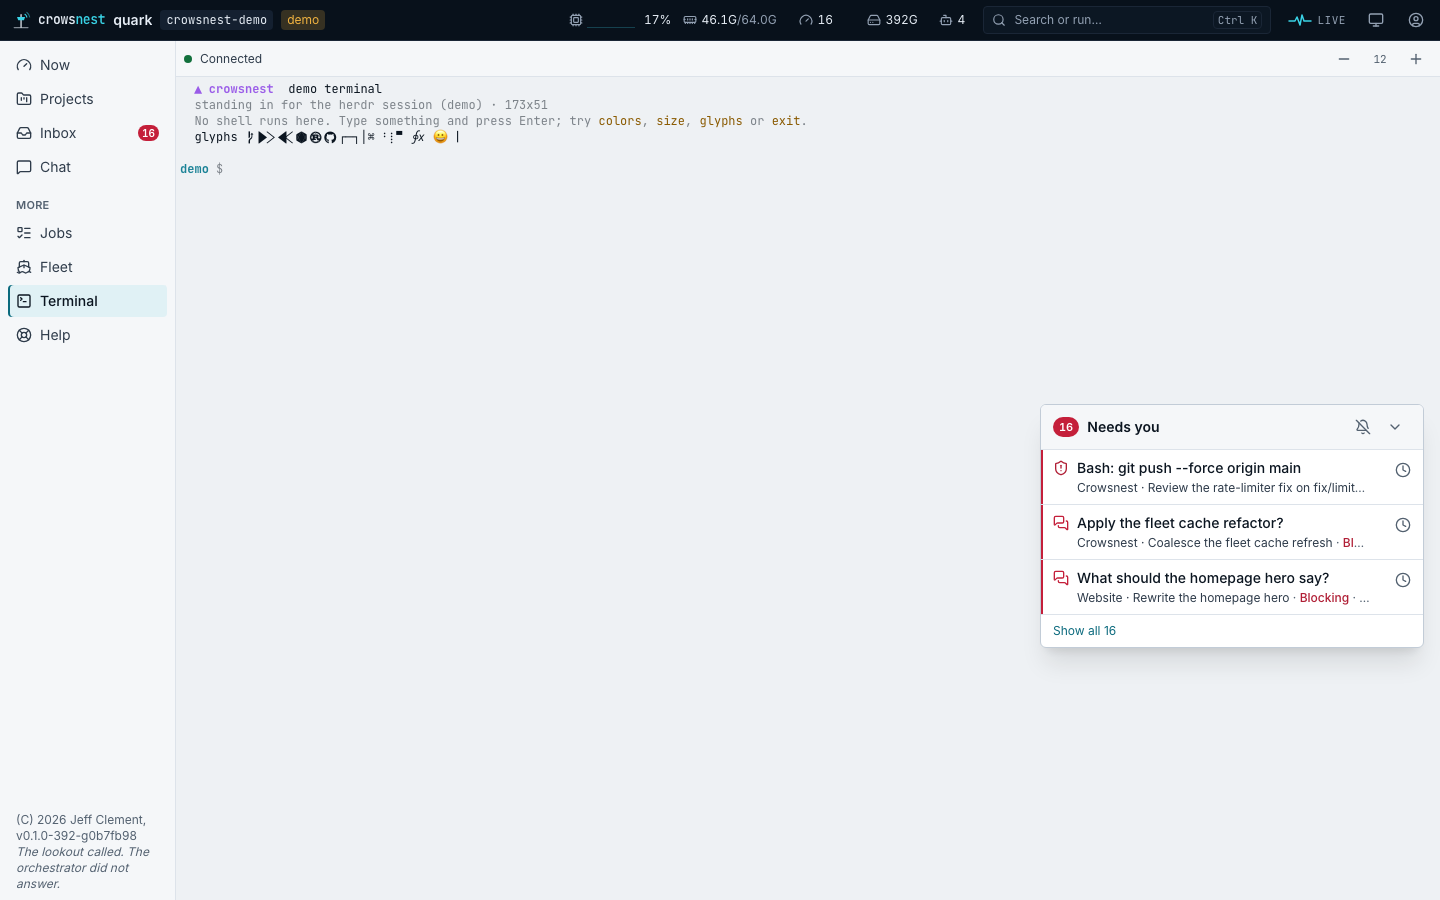 crowsnest quark crowsnest-demo demo 17% 46.1G/64.0G 16 392G 4 Search or run... Ctrl K LIVE
Now
Projects
Inbox 16
Chat
MORE
Jobs
Fleet
Terminal
Help
Connected 12
▲ crowsnest demo terminal
standing in for the herdr session (demo) · 173x51
No shell runs here. Type something and press Enter; try colors, size, glyphs or exit.
glyphs
demo $
16 Needs you
Bash: git push --force origin main
Crowsnest · Review the rate-limiter fix on fix/limit...
Apply the fleet cache refactor?
Crowsnest · Coalesce the fleet cache refresh · Bl...
What should the homepage hero say?
Website · Rewrite the homepage hero · Blocking · ...
Show all 16
(C) 2026 Jeff Clement,
v0.1.0-392-g0b7fb98
The lookout called. The
orchestrator did not
answer.